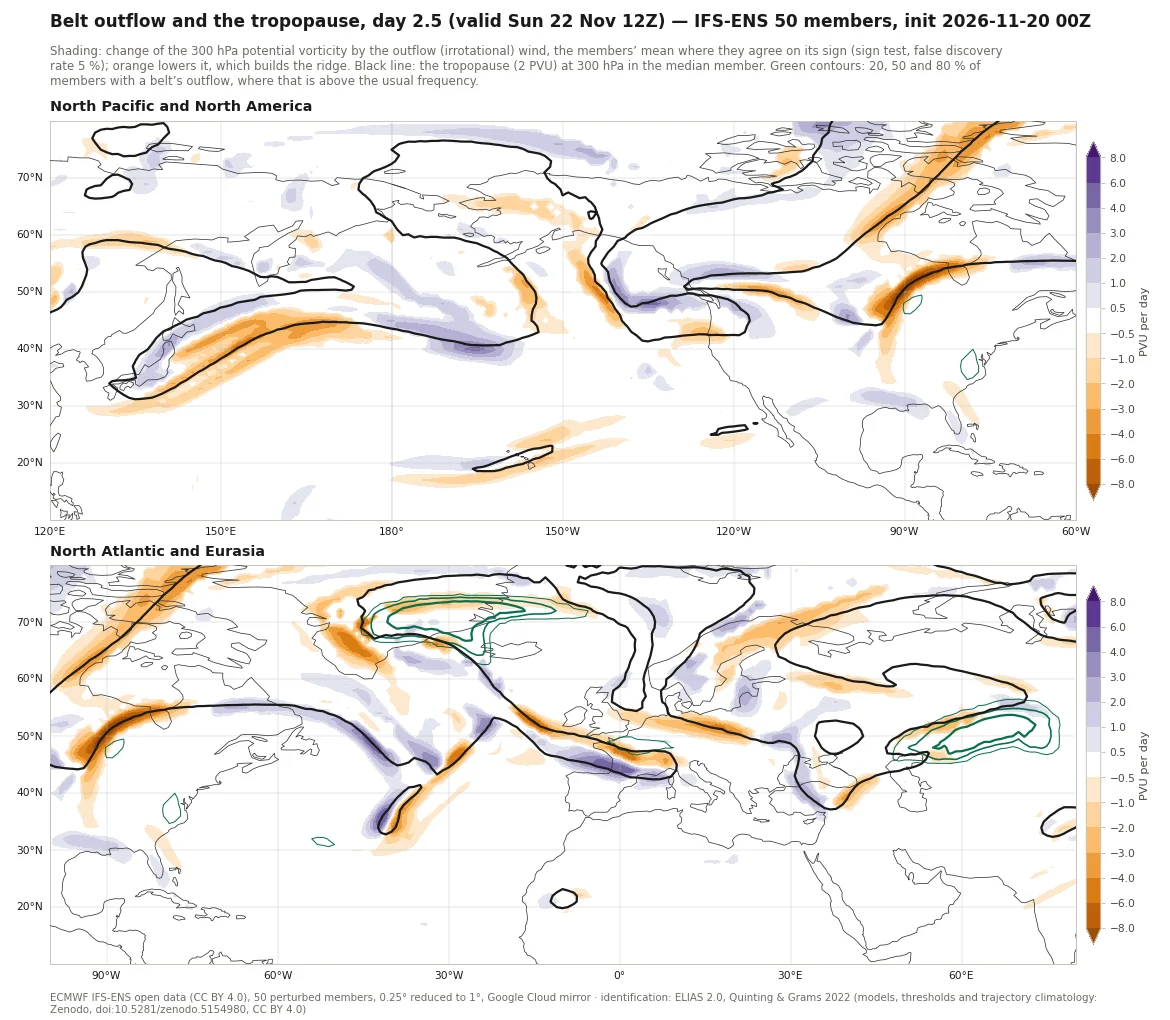 Belt outflow and the tropopause, day 2.5 (valid Sun 22 Nov 12Z) — IFS-ENS 50 members, init 2026-11-20 00Z
Shading: change of the 300 hPa potential vorticity by the outflow (irrotational) wind, the members’ mean where they agree on its sign (sign test, false discovery
rate 5 %); orange lowers it, which builds the ridge. Black line: the tropopause (2 PVU) at 300 hPa in the median member. Green contours: 20, 50 and 80 % of
members with a belt’s outflow, where that is above the usual frequency.
North Pacific and North America
70°N
60°N
50°N
40°N
30°N
20°N
120°E 150°E 180° 150°W 120°W 90°W 60°W
8.0
6.0
4.0
3.0
2.0
1.0
0.5
−0.5
−1.0
−2.0
−3.0
−4.0
−6.0
−8.0
PVU per day
North Atlantic and Eurasia
70°N
60°N
50°N
40°N
30°N
20°N
90°W 60°W 30°W 0° 30°E 60°E
8.0
6.0
4.0
3.0
2.0
1.0
0.5
−0.5
−1.0
−2.0
−3.0
−4.0
−6.0
−8.0
PVU per day
ECMWF IFS-ENS open data (CC BY 4.0), 50 perturbed members, 0.25° reduced to 1°, Google Cloud mirror · identification: ELIAS 2.0, Quinting & Grams 2022 (models, thresholds and trajectory climatology:
Zenodo, doi:10.5281/zenodo.5154980, CC BY 4.0)